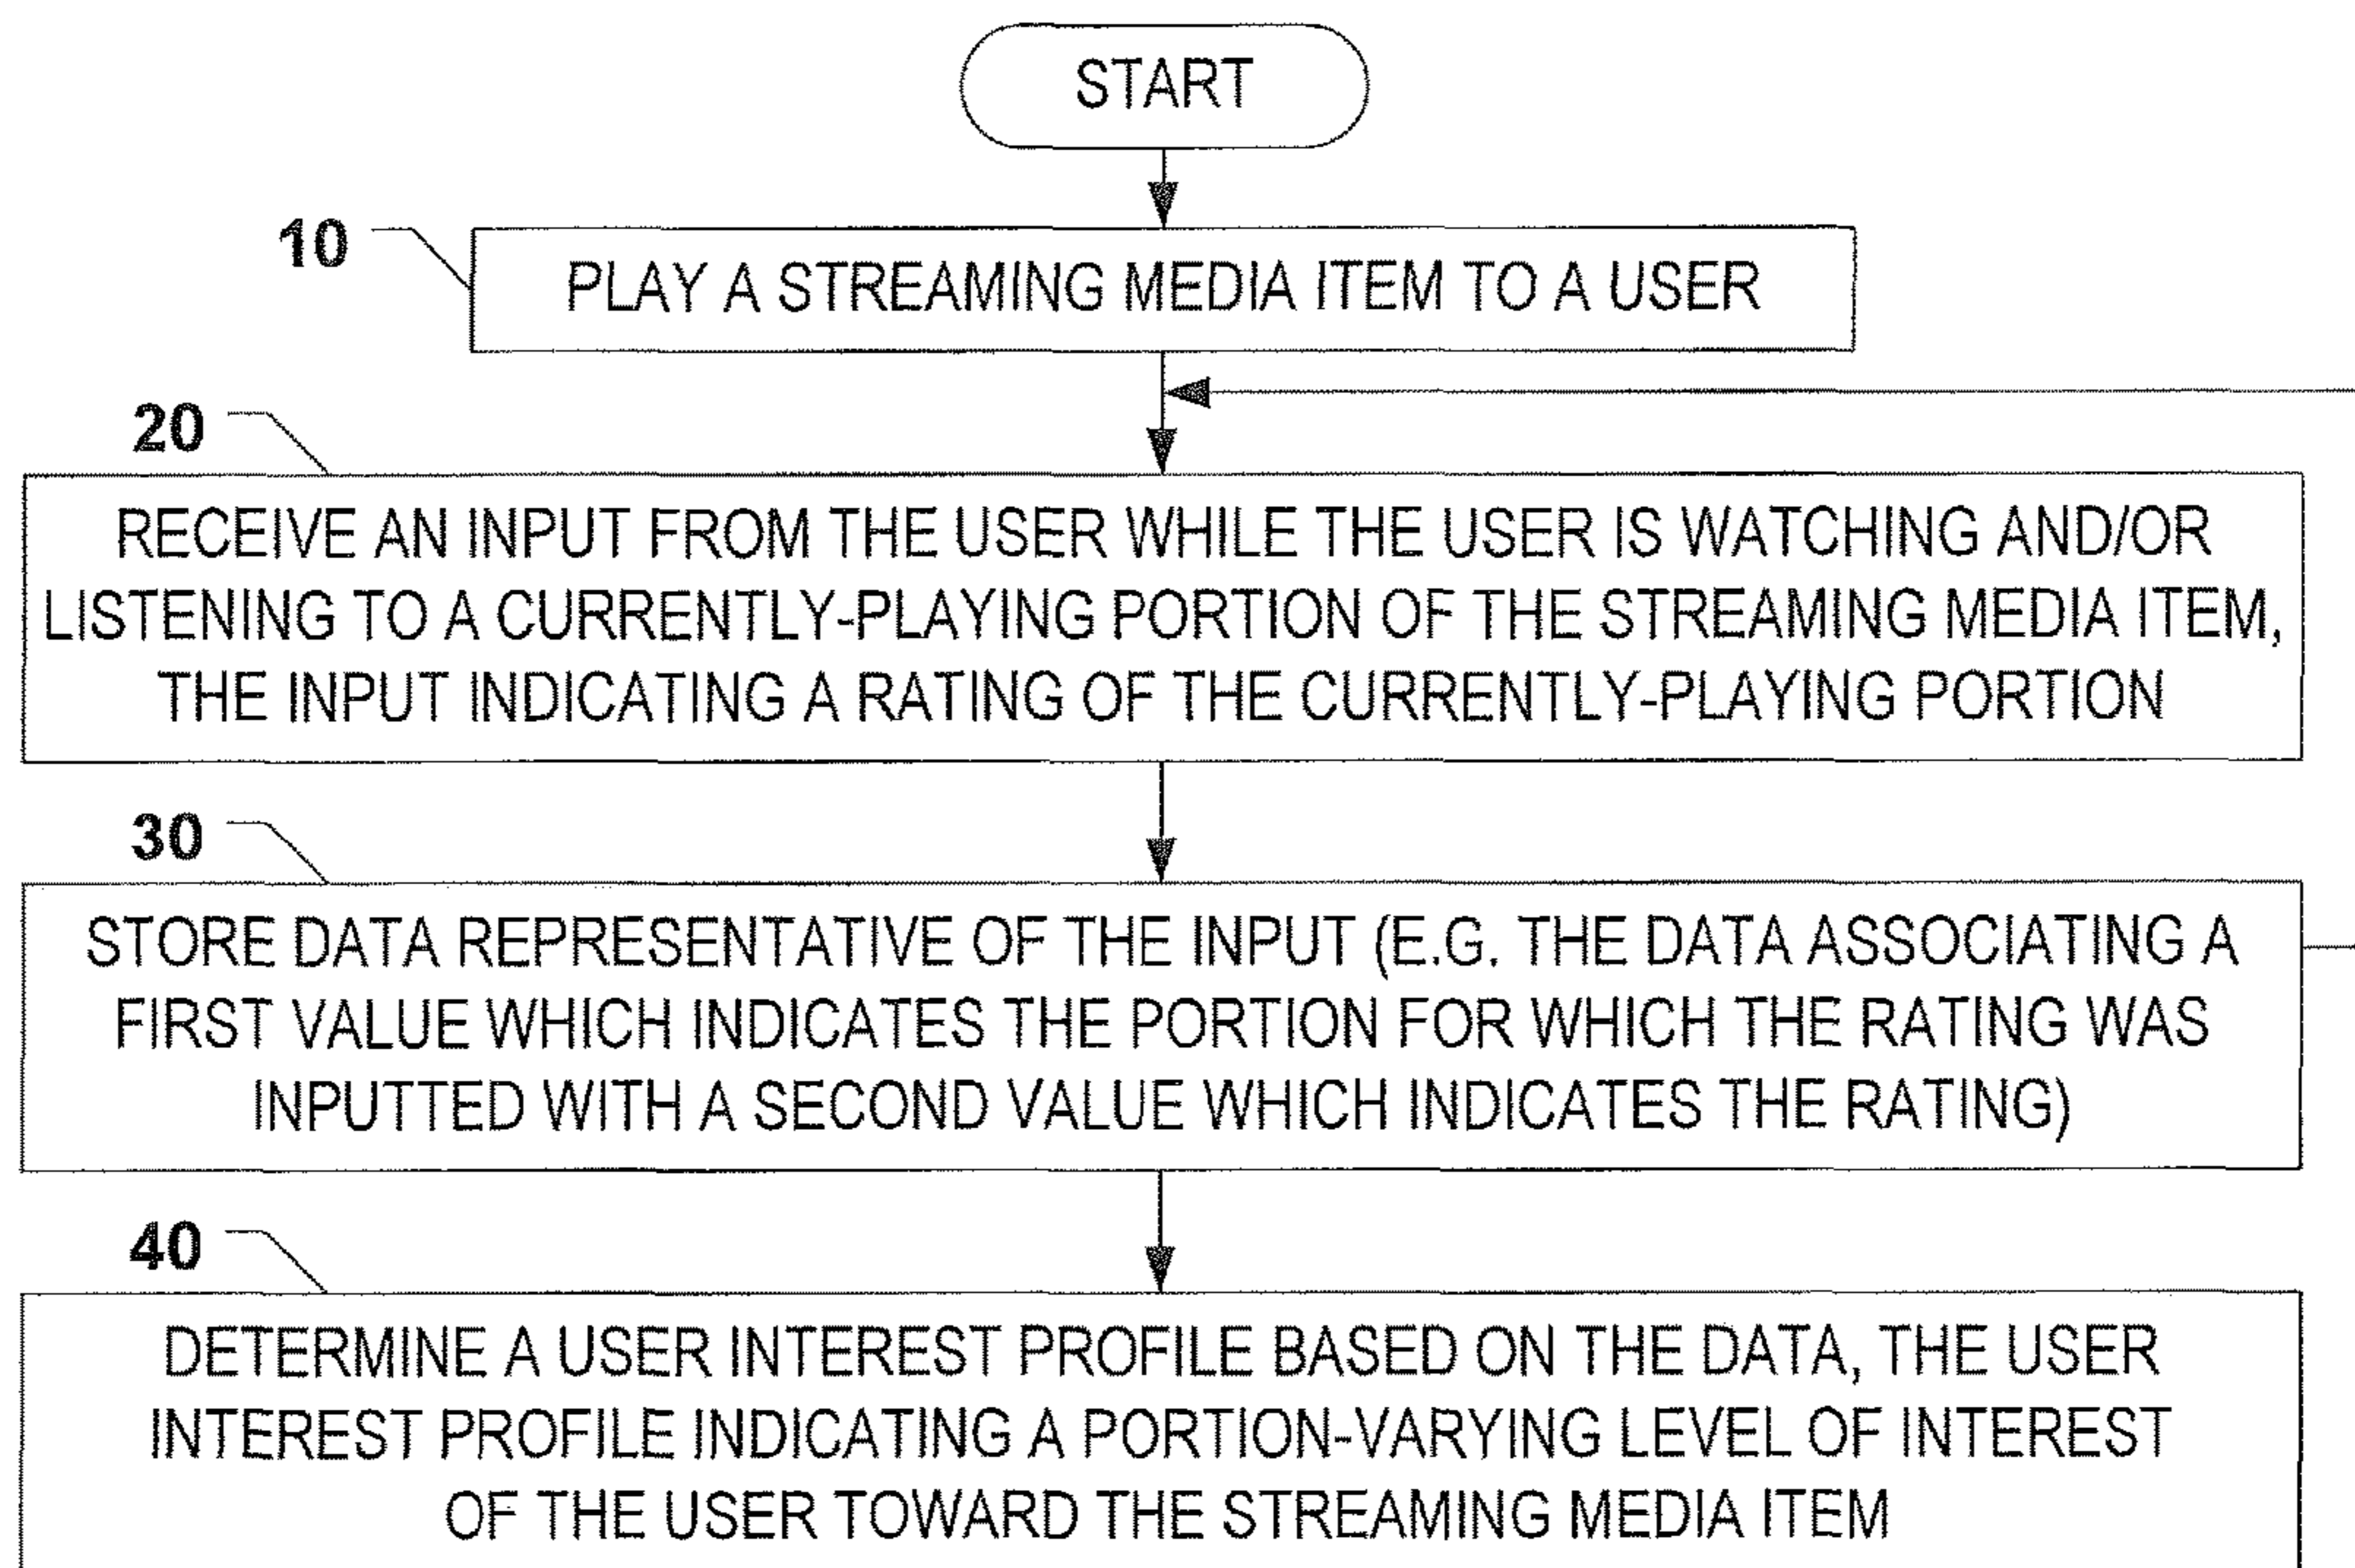 START
10
PLAY A STREAMING MEDIA ITEM TO A USER
20
RECEIVE AN INPUT FROM THE USER WHILE THE USER IS WATCHING AND/OR
LISTENING TO A CURRENTLY-PLAYING PORTION OF THE STREAMING MEDIA ITEM,
THE INPUT INDICATING A RATING OF THE CURRENTLY-PLAYING PORTION
30
STORE DATA REPRESENTATIVE OF THE INPUT (E.G. THE DATA ASSOCIATING A
FIRST VALUE WHICH INDICATES THE PORTION FOR WHICH THE RATING WAS
INPUTTED WITH A SECOND VALUE WHICH INDICATES THE RATING)
40
DETERMINE A USER INTEREST PROFILE BASED ON THE DATA, THE USER
INTEREST PROFILE INDICATING A PORTION-VARYING LEVEL OF INTEREST
OF THE USER TOWARD THE STREAMING MEDIA ITEM